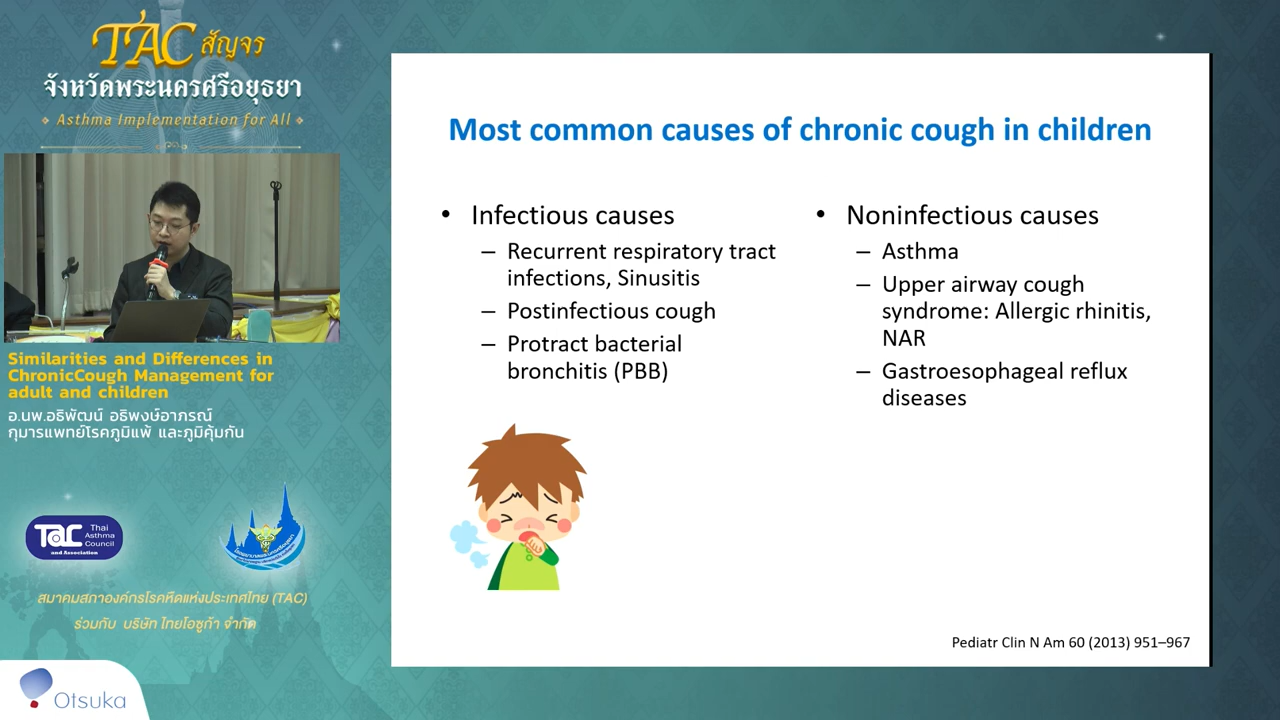 TAC สัญจร
จังหวัดพระนครศรีอยุธยา
Asthma Implementation for All
Similarities and Differences in
ChronicCough Management for
adult and children
อ.นพ.อธิพัฒน์ อธิพงษ์อาภรณ์
กุมารแพทย์โรคภูมิแพ้ และภูมิคุ้มกัน
TAC
Thai
Asthma
Council
and Association
สมาคมสภาองค์กรโรคหืดแห่งประเทศไทย (TAC)
ร่วมกับ บริษัท ไทยโอซูก้า จำกัด
Otsuka
Most common causes of chronic cough in children
• Infectious causes
– Recurrent respiratory tract
infections, Sinusitis
– Postinfectious cough
– Protract bacterial
bronchitis (PBB)
• Noninfectious causes
– Asthma
– Upper airway cough
syndrome: Allergic rhinitis,
NAR
– Gastroesophageal reflux
diseases
Pediatr Clin N Am 60 (2013) 951–967